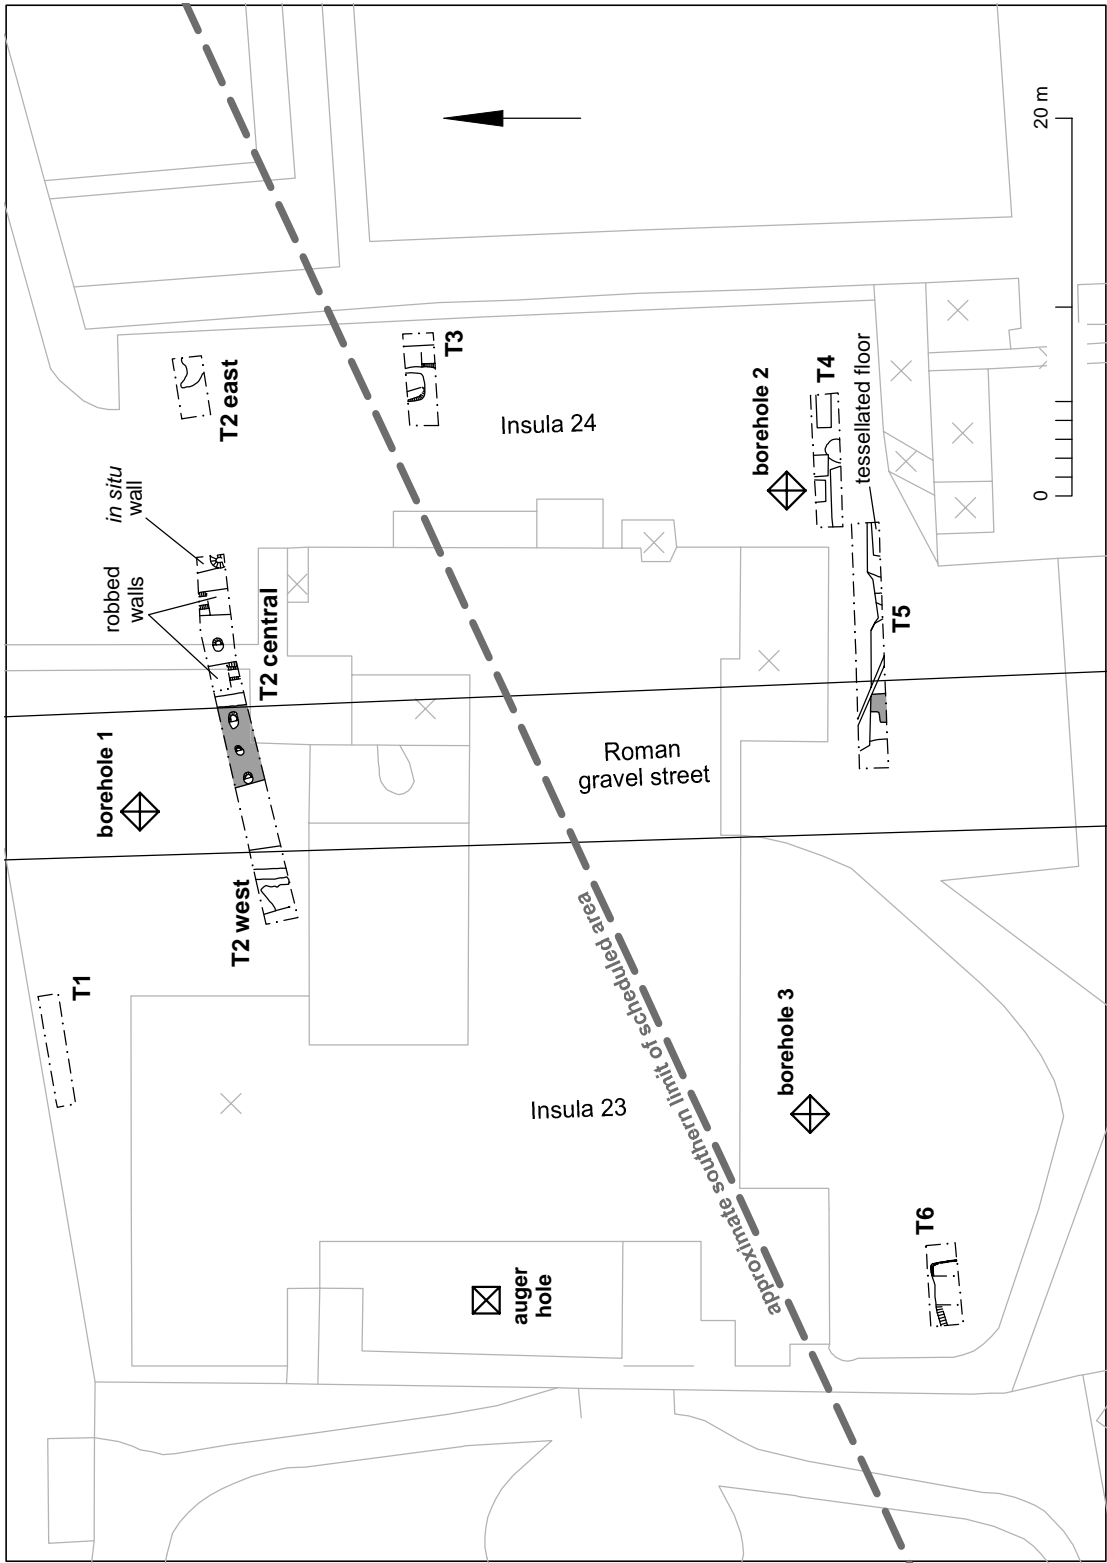 20 m
0
T3
T2 east
Insula 24
borehole 2
T4
tessellated floor
in situ
wall
robbed
walls
T2 central
T5
borehole 1
Roman
gravel street
T2 west
T1
approximate southern limit of scheduled area
borehole 3
Insula 23
T6
auger
hole